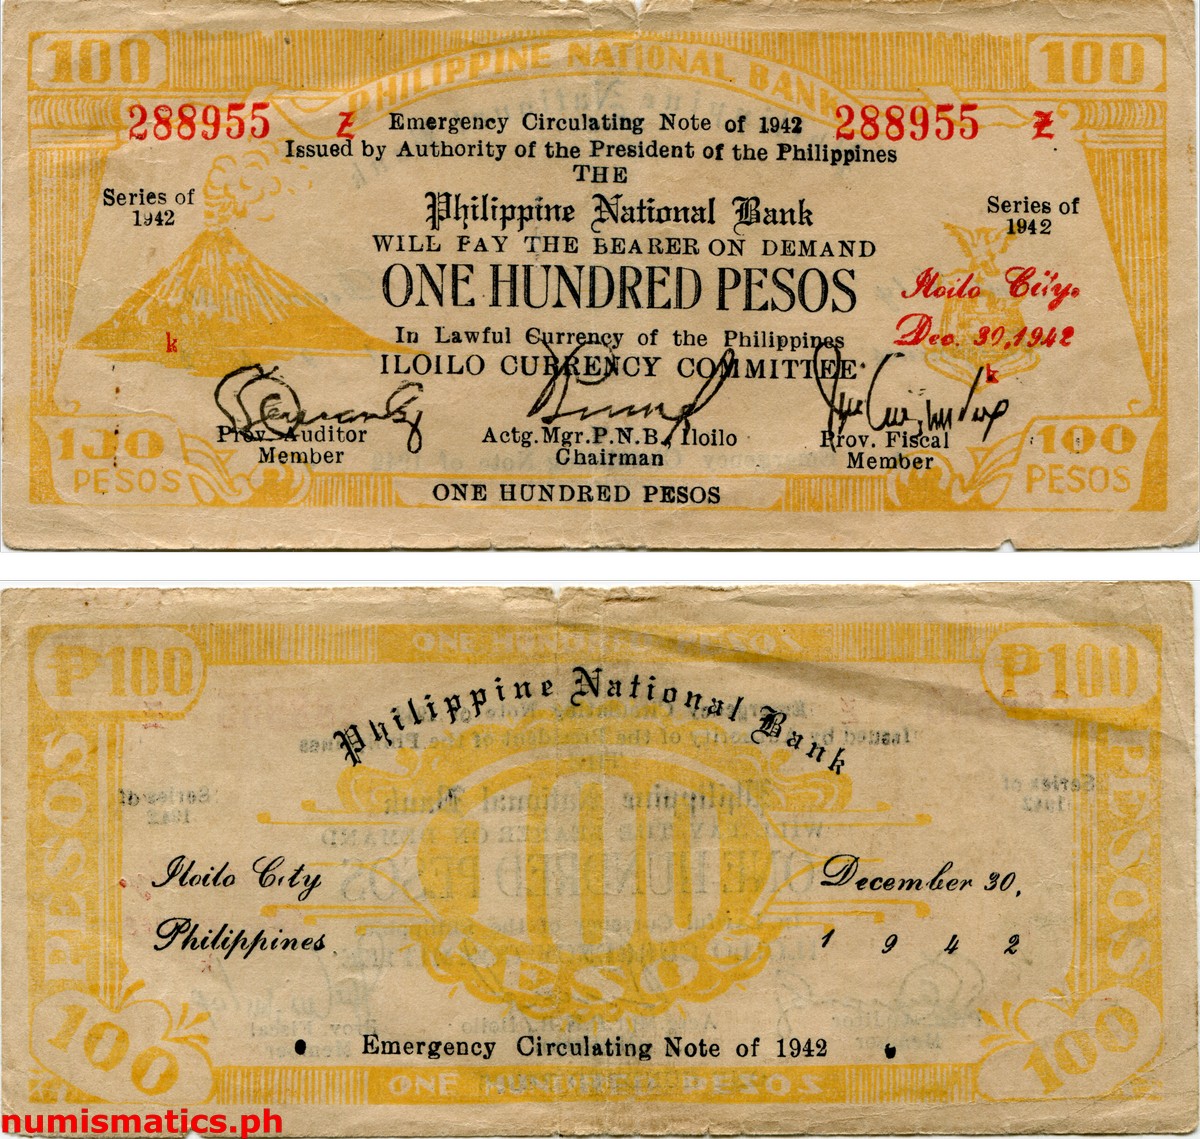 100 100
PHILIPPINE NATIONAL BANK
288955 Z Emergency Circulating Note of 1942 288955 Z
Issued by Authority of the President of the Philippines
THE
Series of
1942
Philippine National Bank
Series of
1942
WILL PAY THE BEARER ON DEMAND
ONE HUNDRED PESOS
Iloilo City.
Dec. 30, 1942
In Lawful Currency of the Philippines
k
ILOILO CURRENCY COMMITTEE
k
Prov. Auditor
Member
Actg. Mgr. P.N.B., Iloilo
Chairman
Prov. Fiscal
Member
100
PESOS
100
PESOS
ONE HUNDRED PESOS
ONE HUNDRED PESOS
₱100 ₱100
Philippine National Bank
PESOS
PESOS
100
PESOS
Iloilo City
Philippines
December 30,
1 9 4 2
100 100
Emergency Circulating Note of 1942
ONE HUNDRED PESOS
numismatics.ph